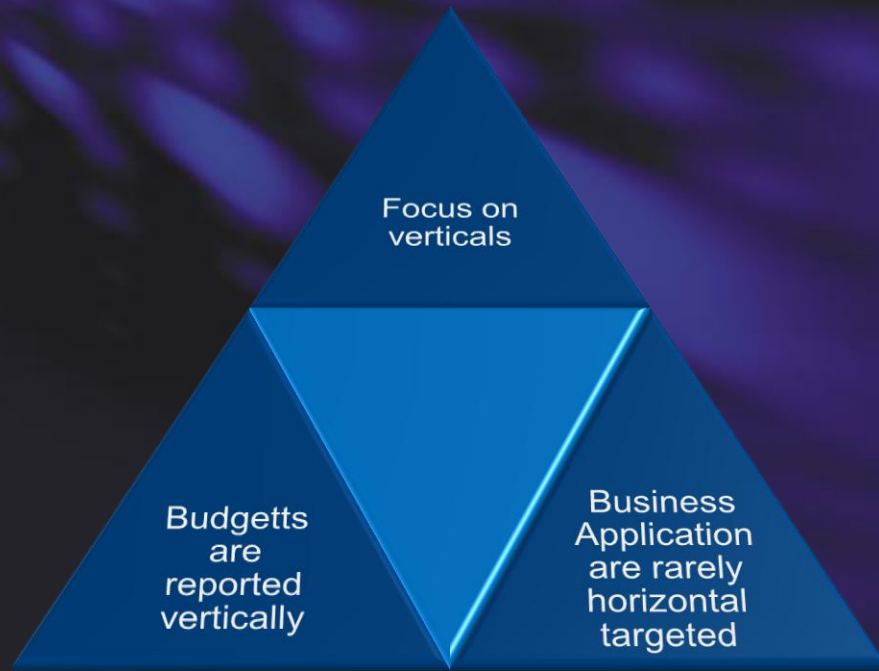 Focus on
verticals
Budgetts
are
reported
vertically
Business
Application
are rarely
horizontal
targeted